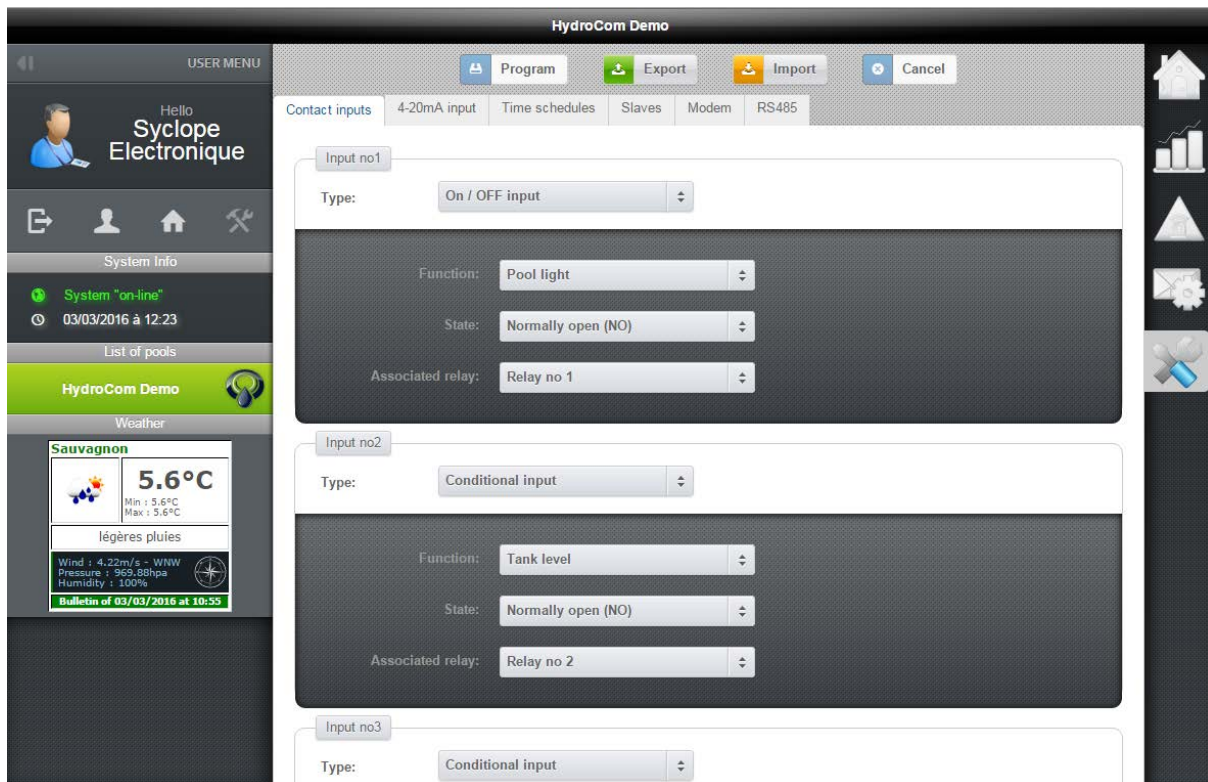 HydroCom Demo
USER MENU
Hello
Syclope
Electronique
System Info
System "on-line"
03/03/2016 à 12:23
List of pools
HydroCom Demo
Weather
Sauvagnon
5.6°C
Min : 5.6°C
Max : 5.6°C
légères pluies
Wind : 4.22m/s - WNW
Pressure : 969.88hpa
Humidity : 100%
Bulletin of 03/03/2016 at 10:55
Program Export Import Cancel
Contact inputs 4-20mA input Time schedules Slaves Modem RS485
Input no1
Type: On / OFF input
Function: Pool light
State: Normally open (NO)
Associated relay: Relay no 1
Input no2
Type: Conditional input
Function: Tank level
State: Normally open (NO)
Associated relay: Relay no 2
Input no3
Type: Conditional input